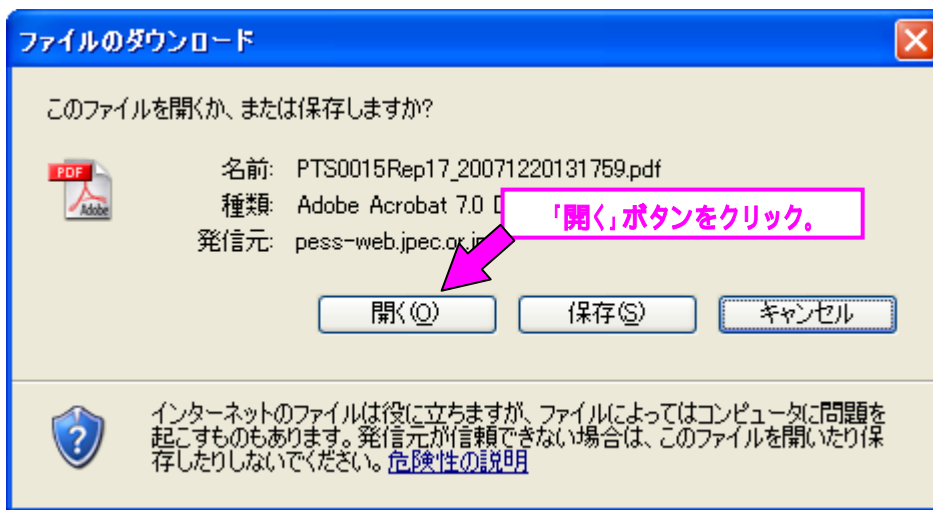 ファイルのダウンロード
このファイルを開くか、または保存しますか?
PDF
Adobe
名前: PTS0015Rep17_20071220131759.pdf
種類: Adobe Acrobat 7.0
「開く」ボタンをクリック。
発信元: pess-web.jpec.or.jp
開く(O)
保存(S)
キャンセル
インターネットのファイルは役に立ちますが、ファイルによってはコンピュータに問題を
起こすものもあります。発信元が信頼できない場合は、このファイルを開いたり保
存したりしないでください。危険性の説明